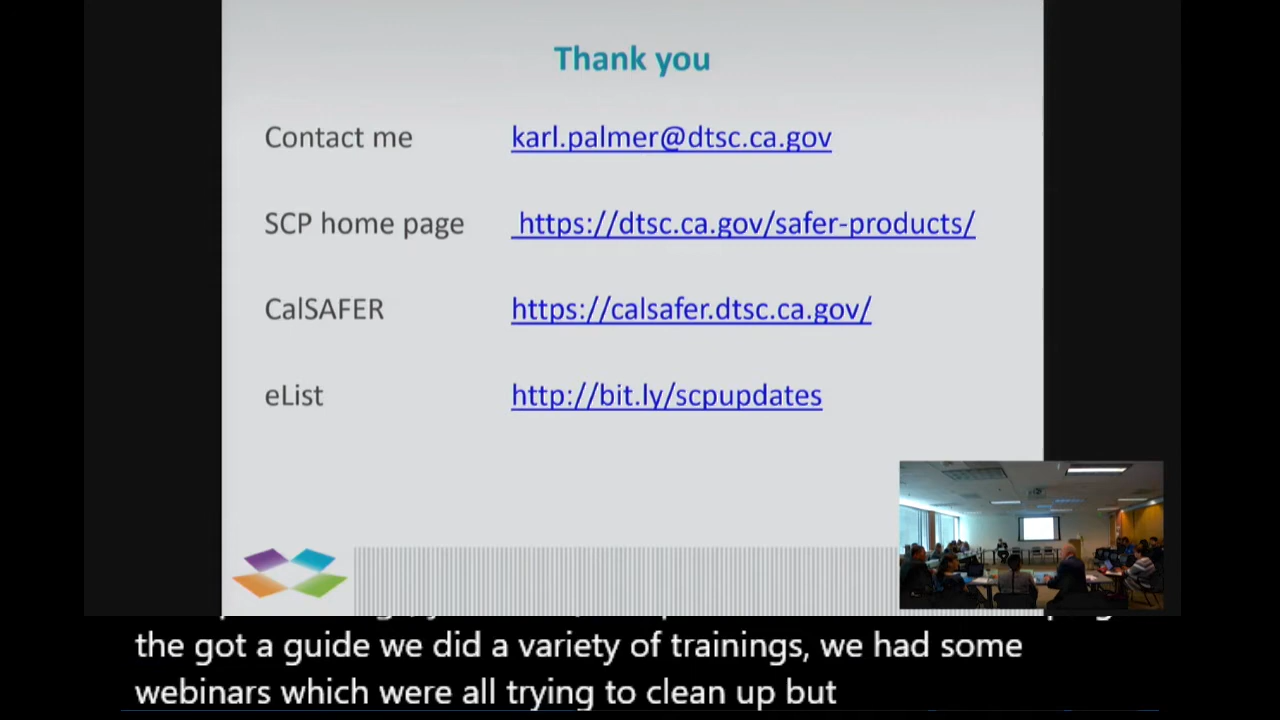 Thank you
Contact me karl.palmer@dtsc.ca.gov
SCP home page https://dtsc.ca.gov/safer-products/
CalSAFER https://calsafer.dtsc.ca.gov/
eList http://bit.ly/scpupdates
the got a guide we did a variety of trainings, we had some
webinars which were all trying to clean up but